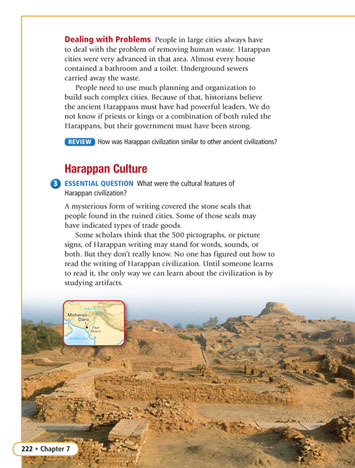 Dealing with Problems People in large cities always have
to deal with the problem of removing human waste. Harappan
cities were very advanced in that area. Almost every house
contained a bathroom and a toilet. Underground sewers
carried away the waste.
People need to use much planning and organization to
build such complex cities. Because of that, historians believe
the ancient Harappans must have had powerful leaders. We do
not know if priests or kings or a combination of both ruled the
Harappans, but their government must have been strong.
REVIEW How was Harappan civilization similar to other ancient civilizations?
Harappan Culture
3 ESSENTIAL QUESTION What were the cultural features of
Harappan civilization?
A mysterious form of writing covered the stone seals that
people found in the ruined cities. Some of those seals may
have indicated types of trade goods.
Some scholars think that the 500 pictographs, or picture
signs, of Harappan writing may stand for words, sounds, or
both. But they don't really know. No one has figured out how to
read the writing of Harappan civilization. Until someone learns
to read it, the only way we can learn about the civilization is by
studying artifacts.
Mohenjo-
Daro
Thar
Desert
222 • Chapter 7